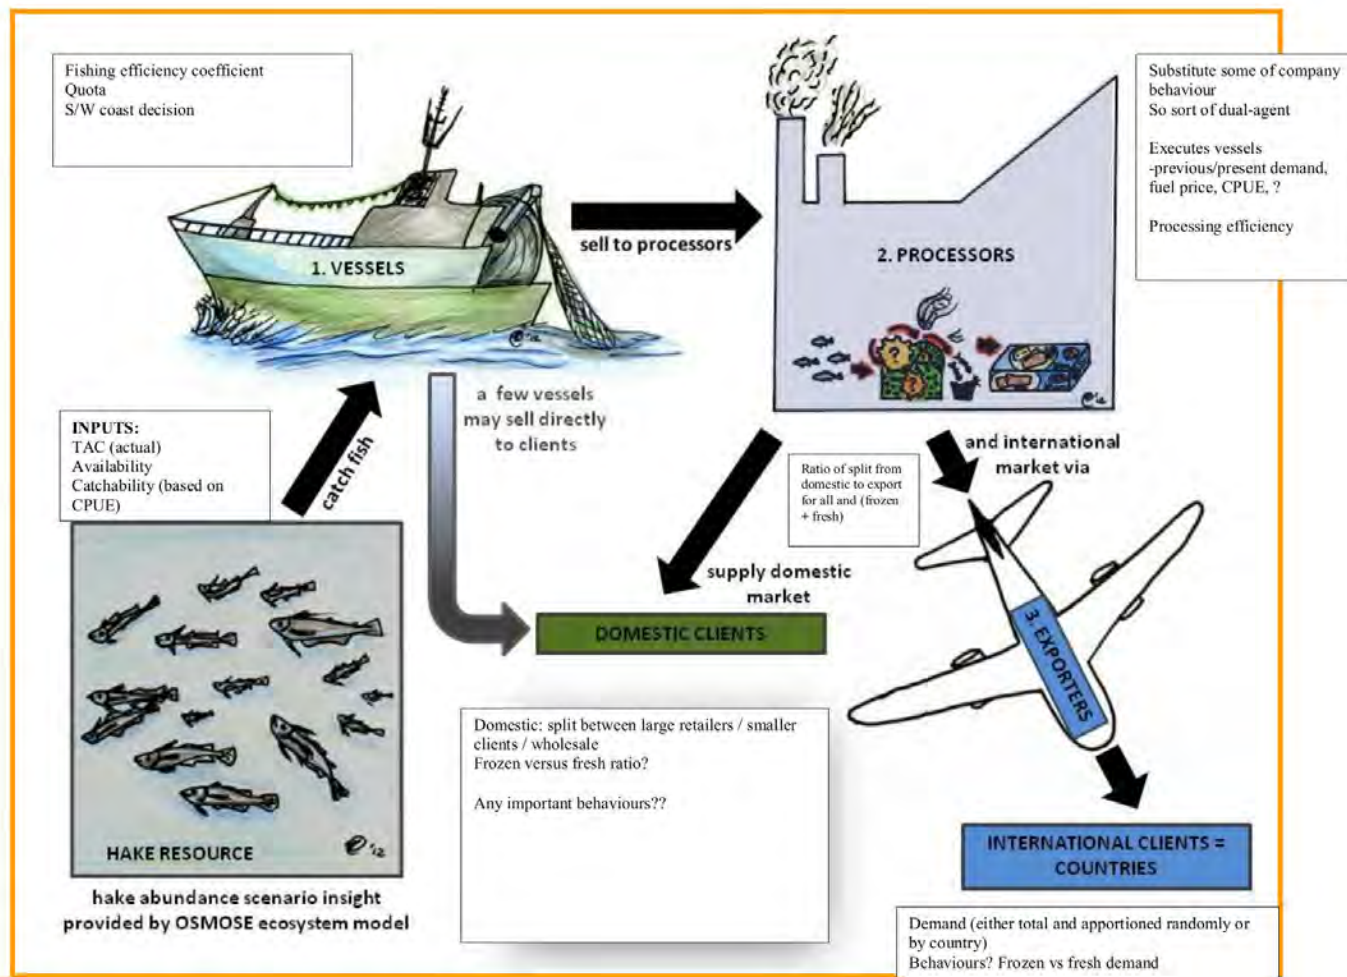 Fishing efficiency coefficient
Quota
S/W coast decision
Substitute some of company
behaviour
So sort of dual-agent
Executes vessels
-previous/present demand,
fuel price, CPUE, ?
Processing efficiency
1. VESSELS
sell to processors
2. PROCESSORS
? 
?
'12
'12
a few vessels
may sell directly
to clients
INPUTS:
TAC (actual)
Availability
Catchability (based on
CPUE)
catch fish
and international
market via
Ratio of split from
domestic to export
for all and (frozen
+ fresh)
supply domestic
market
DOMESTIC CLIENTS
3. EXPORTERS
Domestic: split between large retailers / smaller
clients / wholesale
Frozen versus fresh ratio?
Any important behaviours??
HAKE RESOURCE
'12
INTERNATIONAL CLIENTS =
COUNTRIES
hake abundance scenario insight
provided by OSMOSE ecosystem model
Demand (either total and apportioned randomly or
by country)
Behaviours? Frozen vs fresh demand